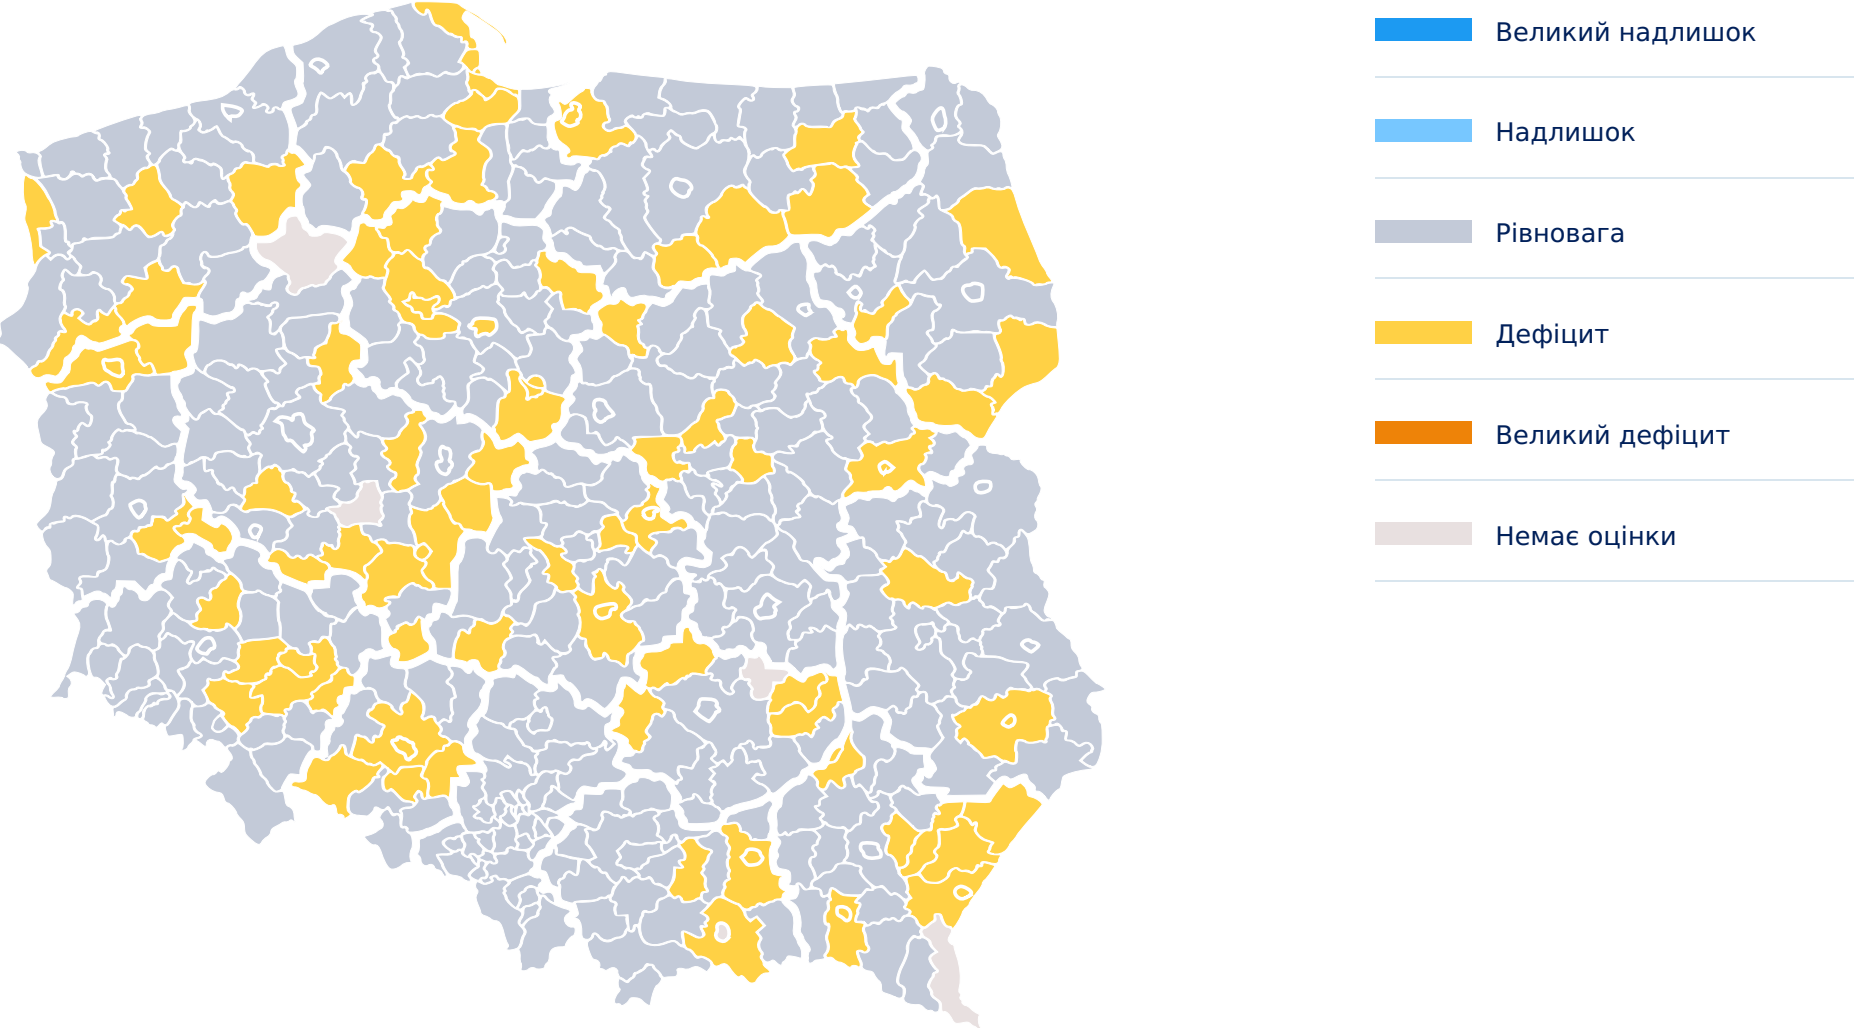 Великий надлишок
Надлишок
Рівновага
Дефіцит
Великий дефіцит
Немає оцінки